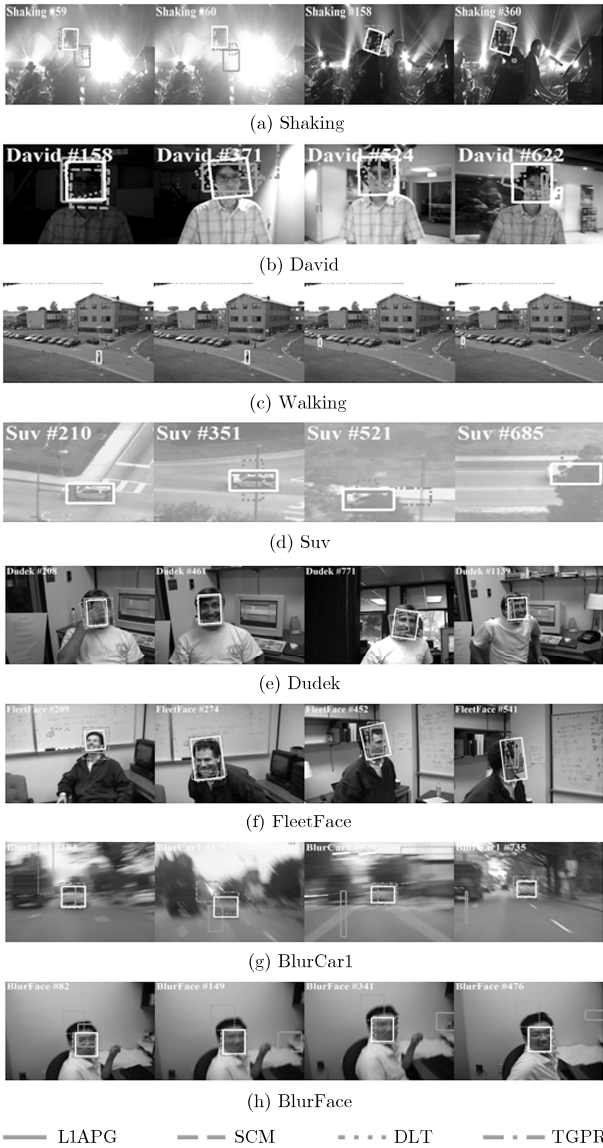 Shaking #59 Shaking #60 Shaking #158 Shaking #360
(a) Shaking
David #158 David #371 David #524 David #622
(b) David
(c) Walking
Suv #210 Suv #351 Suv #521 Suv #685
(d) Suv
Dudek #208 Dudek #461 Dudek #771 Dudek #1139
(e) Dudek
FleetFace #209 FleetFace #274 FleetFace #452 FleetFace #541
(f) FleetFace
BlurCar1 BlurCar1 BlurCar1 BlurCar1 #735
(g) BlurCar1
BlurFace #82 BlurFace #149 BlurFace #341 BlurFace #476
(h) BlurFace
L1APG SCM DLT TGPR